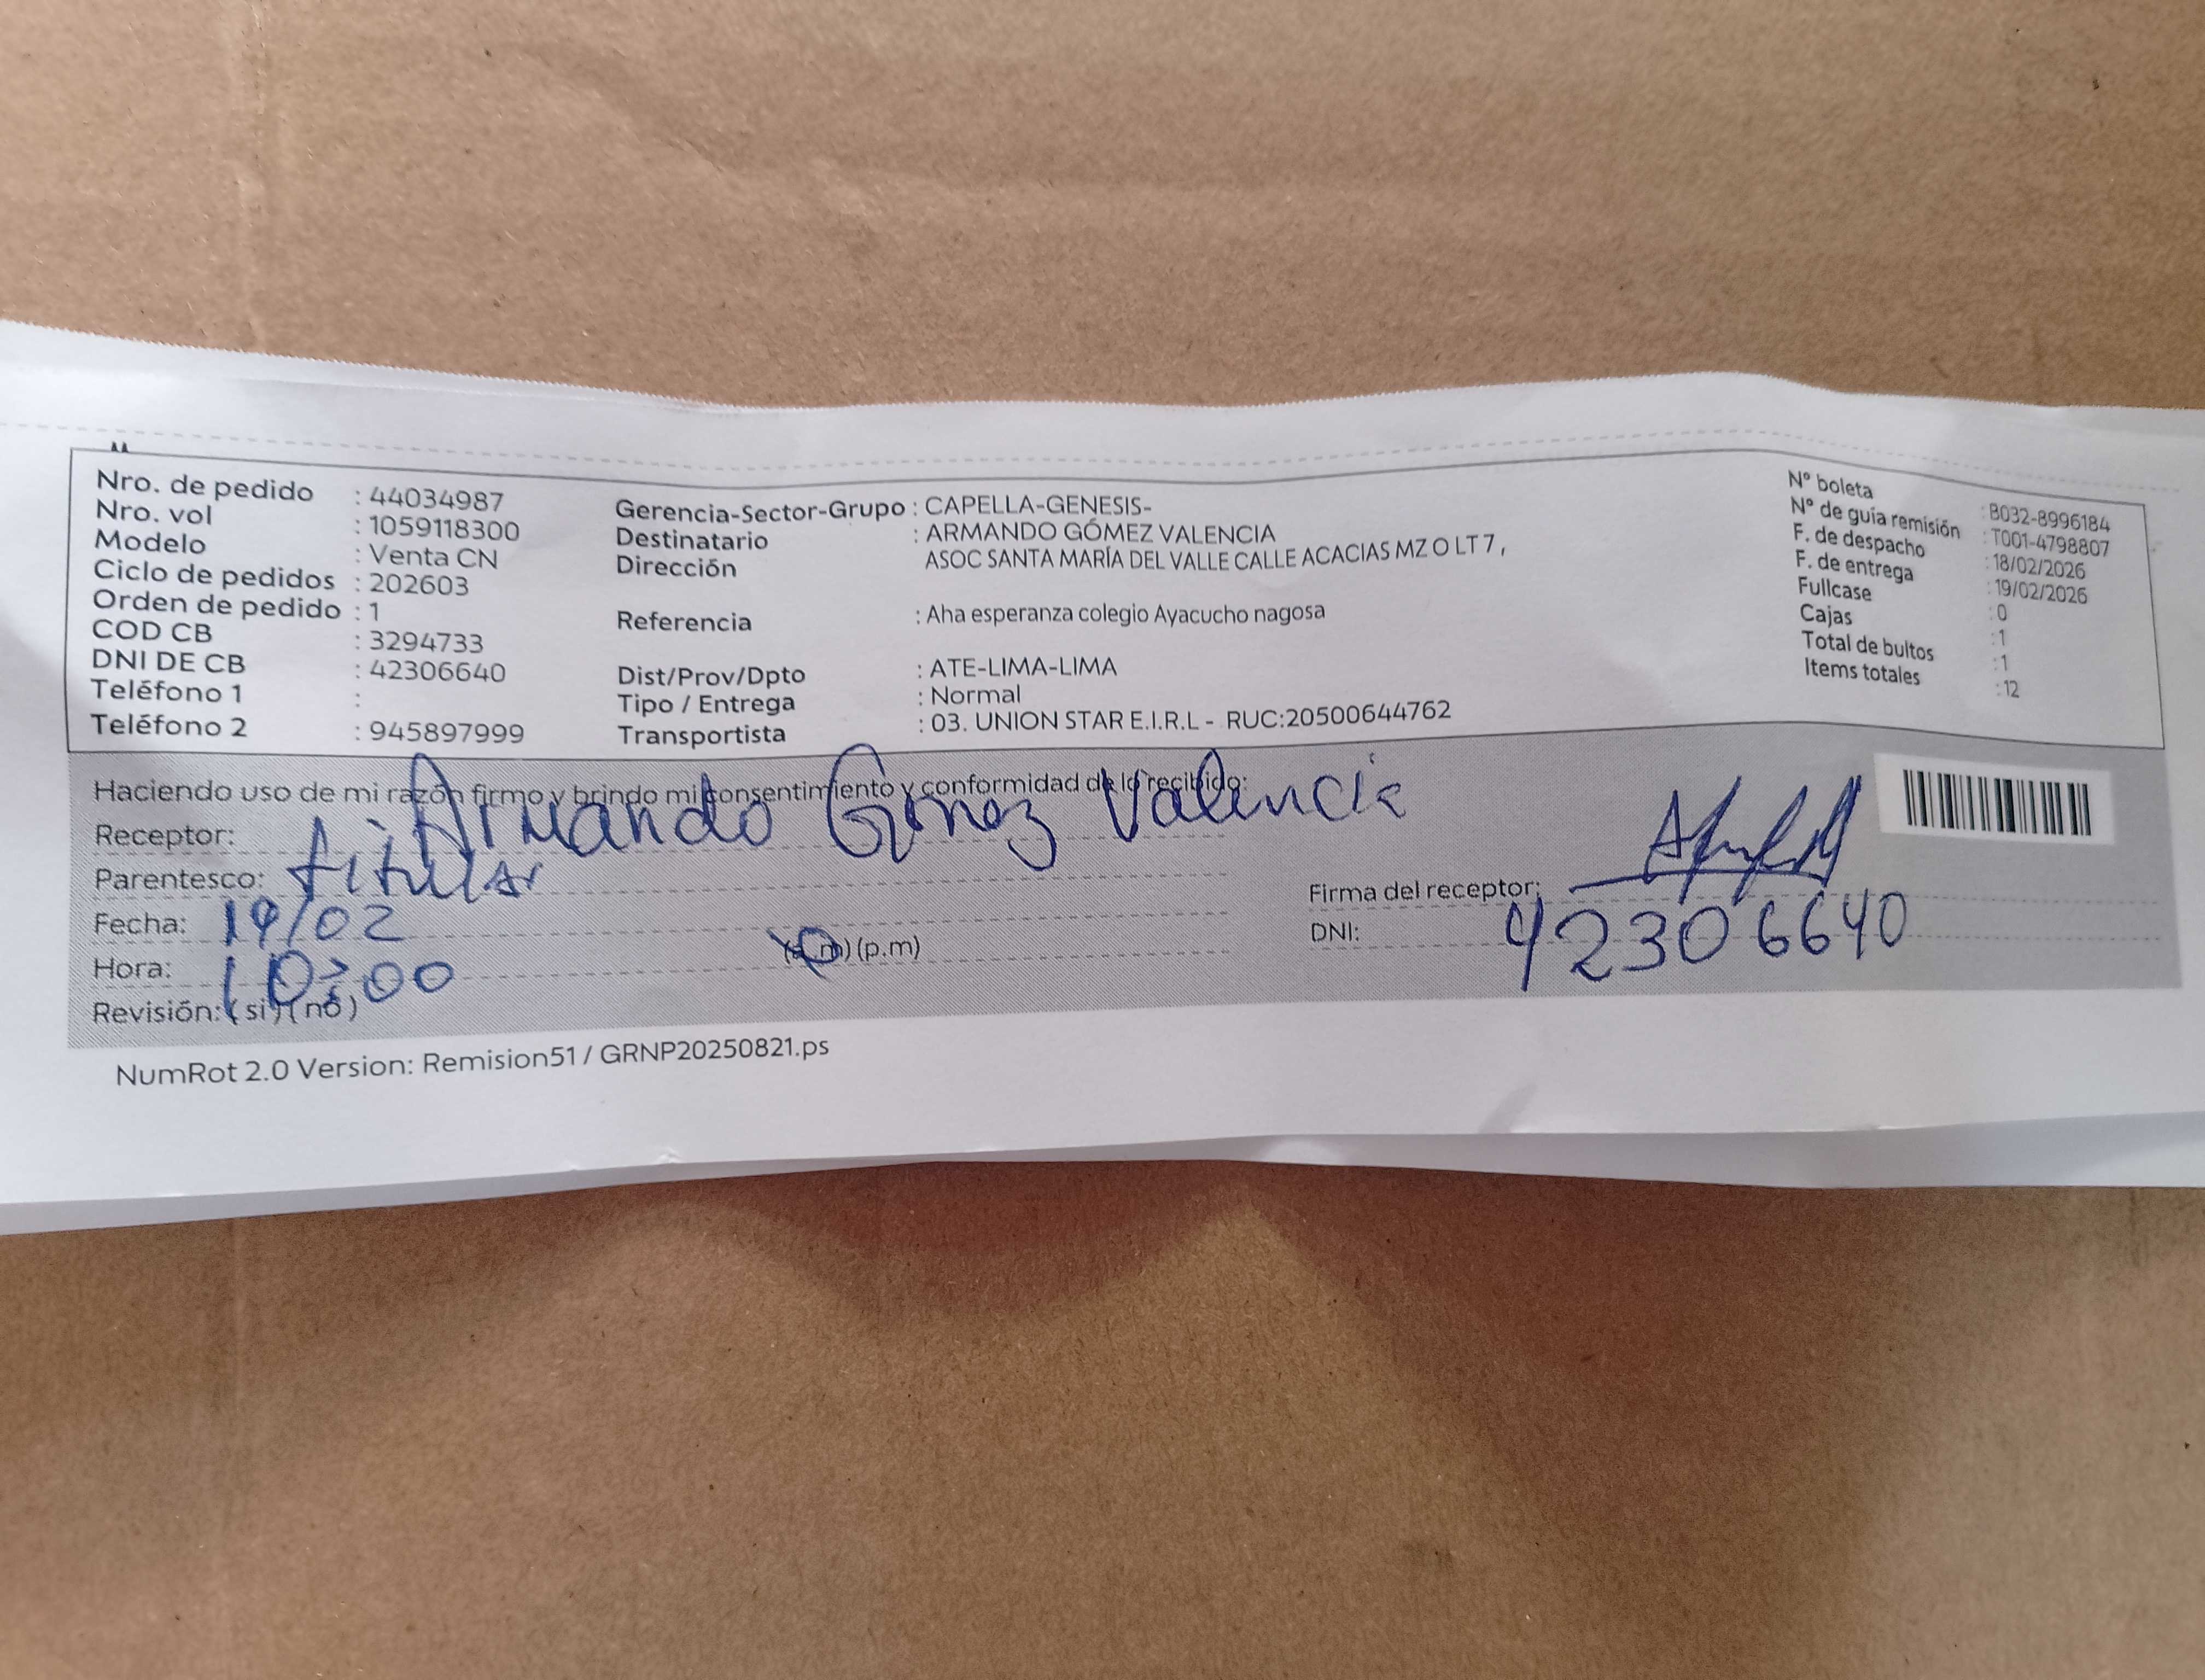 Nro. de pedido : 44034987
Nro. vol : 1059118300
Modelo : Venta CN
Ciclo de pedidos : 202603
Orden de pedido : 1
COD CB : 3294733
DNI DE CB : 42306640
Teléfono 1 :
Teléfono 2 : 945897999
Gerencia-Sector-Grupo : CAPELLA-GENESIS-
Destinatario : ARMANDO GÓMEZ VALENCIA
Dirección ASOC SANTA MARÍA DEL VALLE CALLE ACACIAS MZ O LT 7 ,
Referencia : Aha esperanza colegio Ayacucho nagosa
Dist/Prov/Dpto : ATE-LIMA-LIMA
Tipo / Entrega : Normal
Transportista : 03. UNION STAR E.I.R.L - RUC:20500644762
N° boleta : B032-8996184
N° de guía remisión : T001-4798807
F. de despacho : 18/02/2026
F. de entrega : 19/02/2026
Fullcase : 0
Cajas : 1
Total de bultos : 1
Items totales : 12
Haciendo uso de mi razón firmo y brindo mi consentimiento y conformidad de lo recibido:
Receptor: Armando Gomez Valencia
Parentesco: titular
Fecha: 19/02
Hora: 10:00 (a.m) (p.m)
Revisión: ( si ) ( no )
Firma del receptor:
DNI: 42306640
NumRot 2.0 Version: Remision51 / GRNP20250821.ps